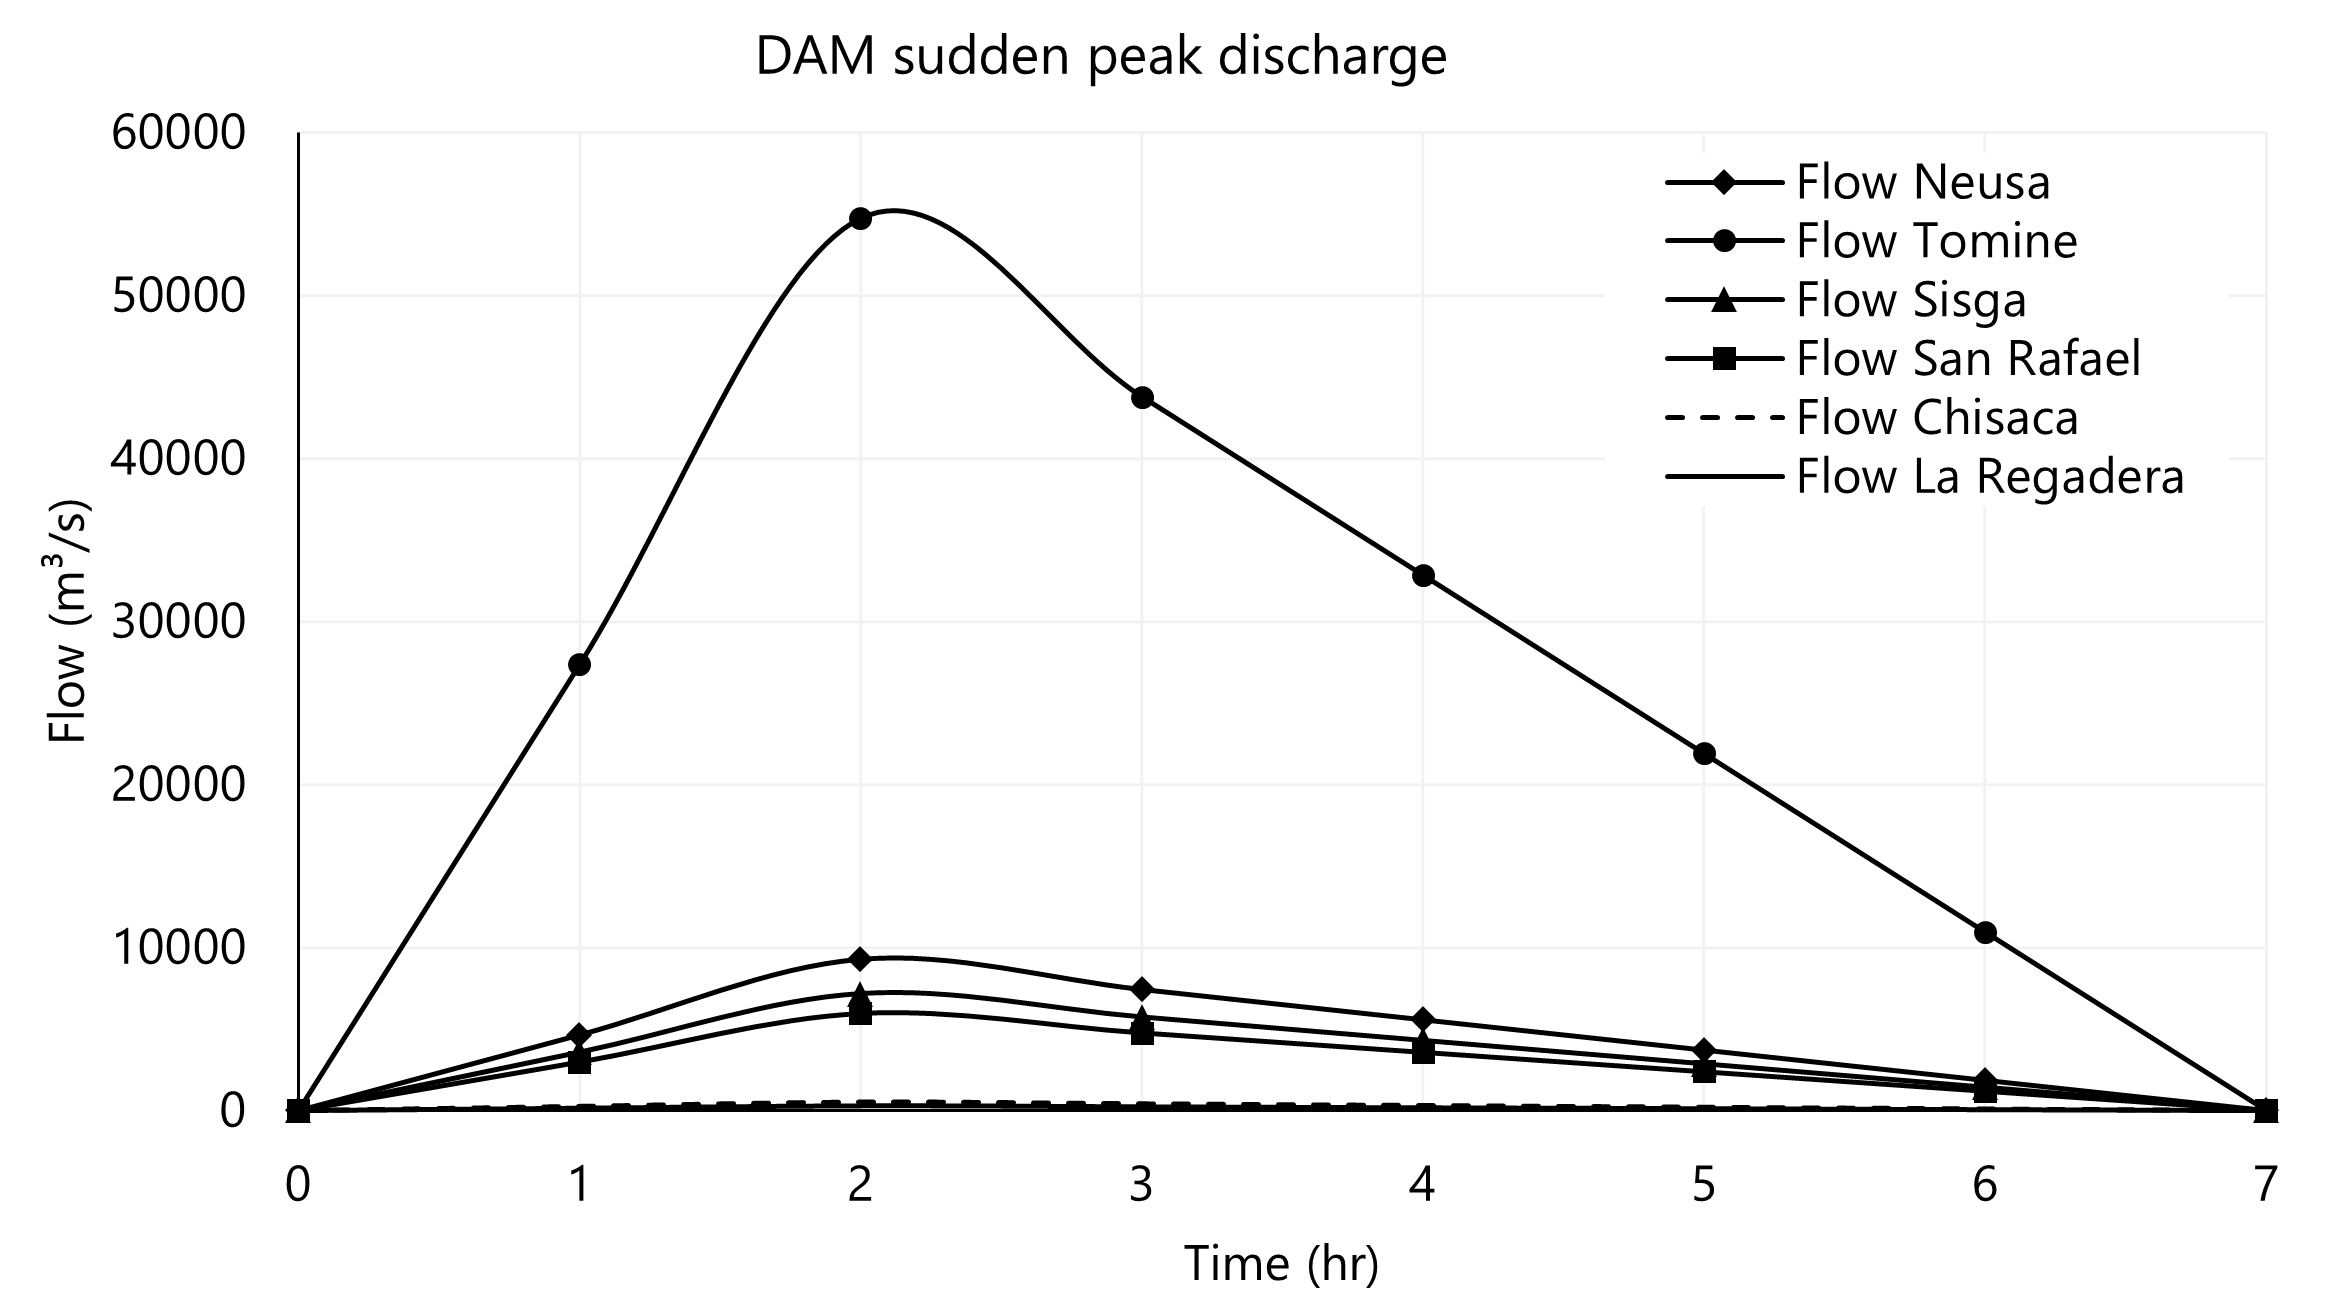 DAM sudden peak discharge
60000
50000
40000
30000
20000
10000
0
Flow (m³/s)
Flow Neusa
Flow Tomine
Flow Sisga
Flow San Rafael
Flow Chisaca
Flow La Regadera
0 1 2 3 4 5 6 7
Time (hr)